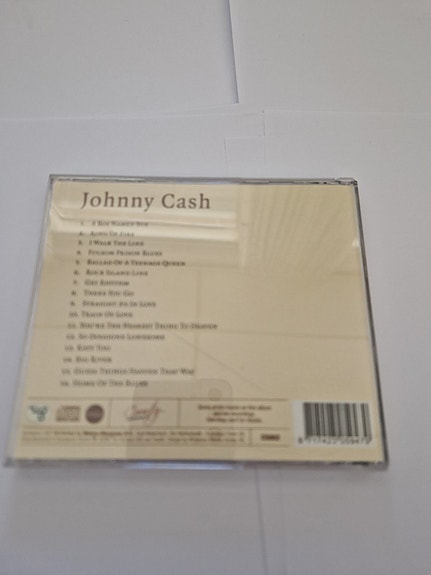 Johnny Cash
1. A Boy Named Sue
2. Ring Of Fire
3. I Walk The Line
4. Folsom Prison Blues
5. Ballad Of A Teenage Queen
6. Rock Island Line
7. Get Rhythm
8. There You Go
9. Straight As In Love
10. Train Of Love
11. You're The Nearest Thing To Heaven
12. So Doggone Lonesome
13. Katy Too
14. Big River
15. Guess Things Happen That Way
16. Home Of The Blues